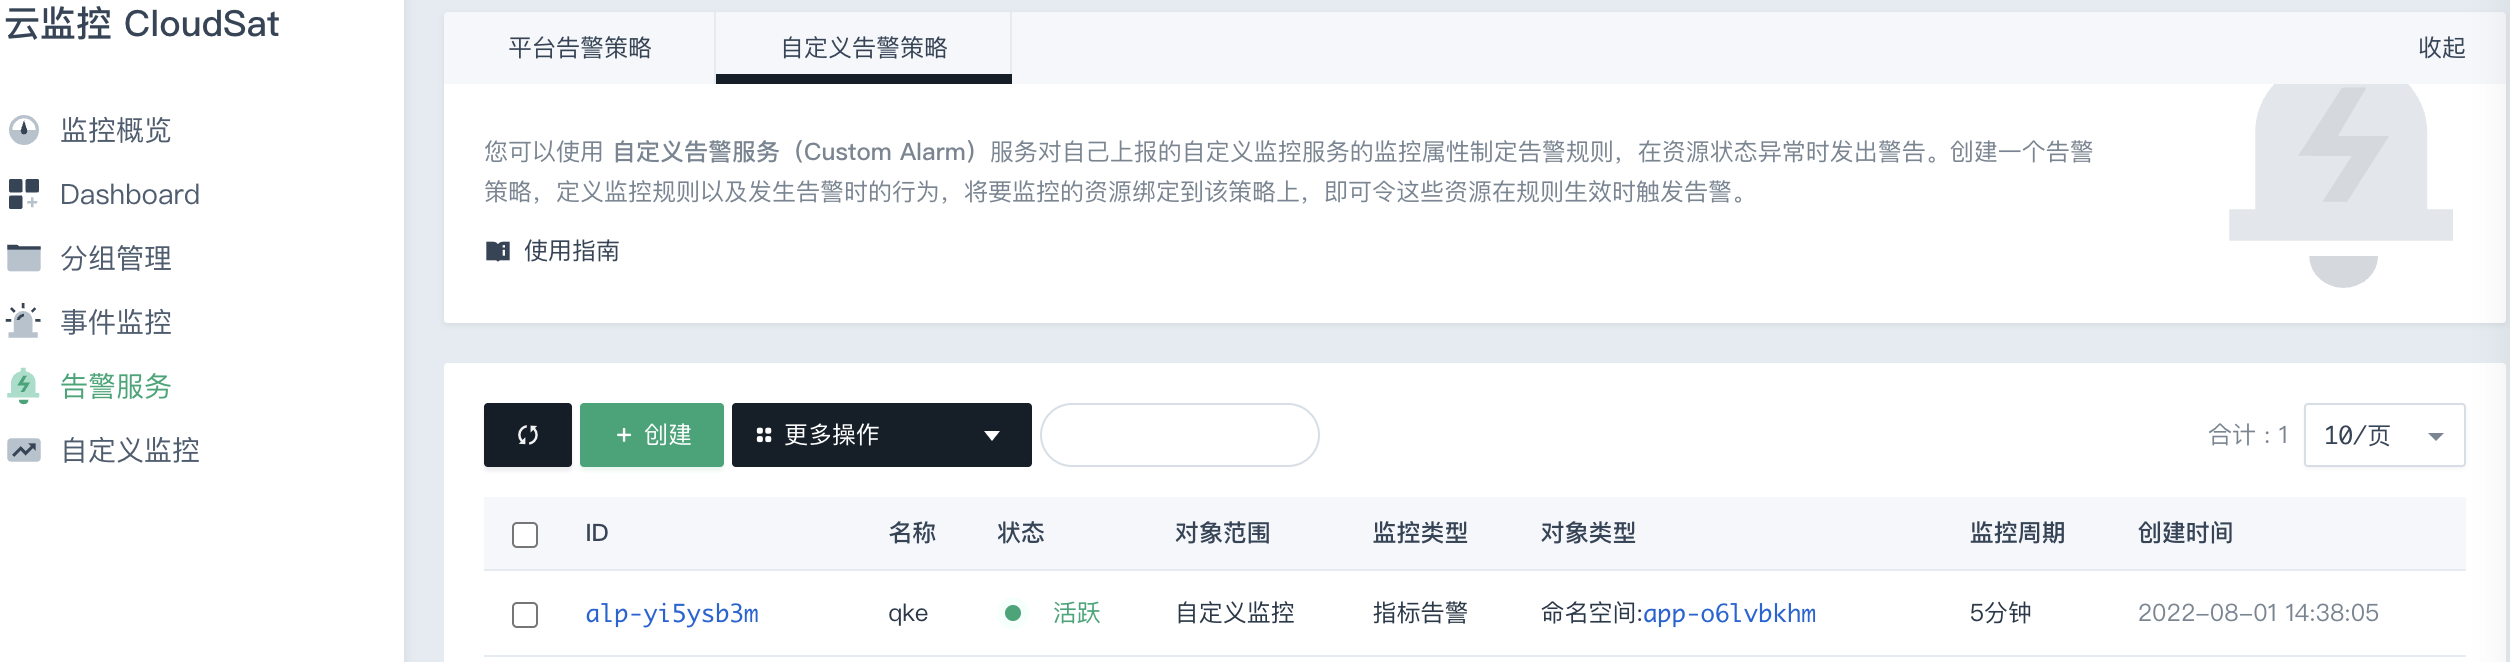 云监控 CloudSat
监控概览
Dashboard
分组管理
事件监控
告警服务
自定义监控
平台告警策略 自定义告警策略 收起
您可以使用 自定义告警服务（Custom Alarm）服务对自己上报的自定义监控服务的监控属性制定告警规则，在资源状态异常时发出警告。创建一个告警
策略，定义监控规则以及发生告警时的行为，将要监控的资源绑定到该策略上，即可令这些资源在规则生效时触发告警。
使用指南
+ 创建 更多操作 合计 : 1 10/页
ID 名称 状态 对象范围 监控类型 对象类型 监控周期 创建时间
alp-yi5ysb3m qke 活跃 自定义监控 指标告警 命名空间:app-o6lvbkhm 5分钟 2022-08-01 14:38:05